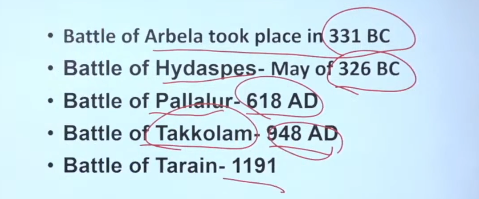 • Battle of Arbela took place in 331 BC
• Battle of Hydaspes- May of 326 BC
• Battle of Pallalur- 618 AD
• Battle of Takkolam- 948 AD
• Battle of Tarain- 1191